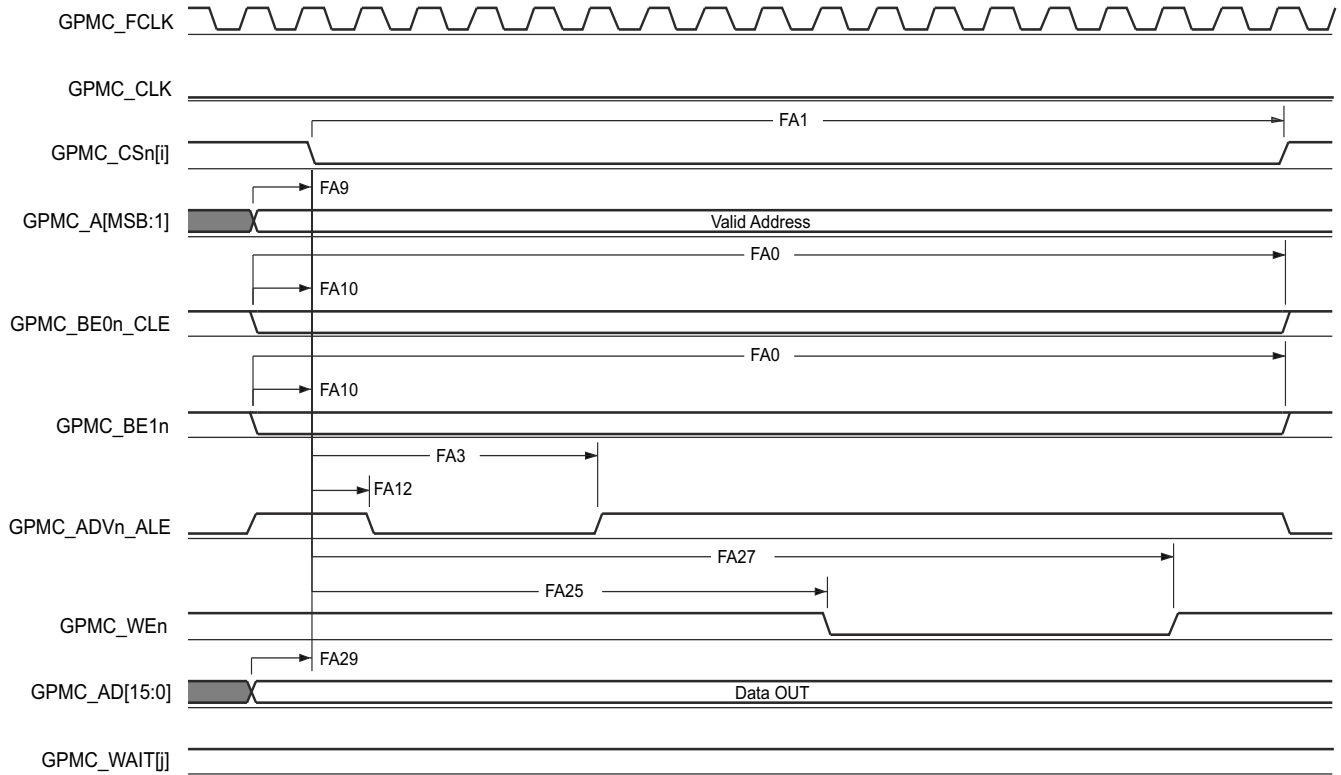 GPMC_FCLK
GPMC_CLK
FA1
GPMC_CSn[i]
FA9
GPMC_A[MSB:1]
Valid Address
FA0
FA10
GPMC_BE0n_CLE
FA0
FA10
GPMC_BE1n
FA3
FA12
GPMC_ADVn_ALE
FA27
FA25
GPMC_WEn
FA29
GPMC_AD[15:0]
Data OUT
GPMC_WAIT[j]